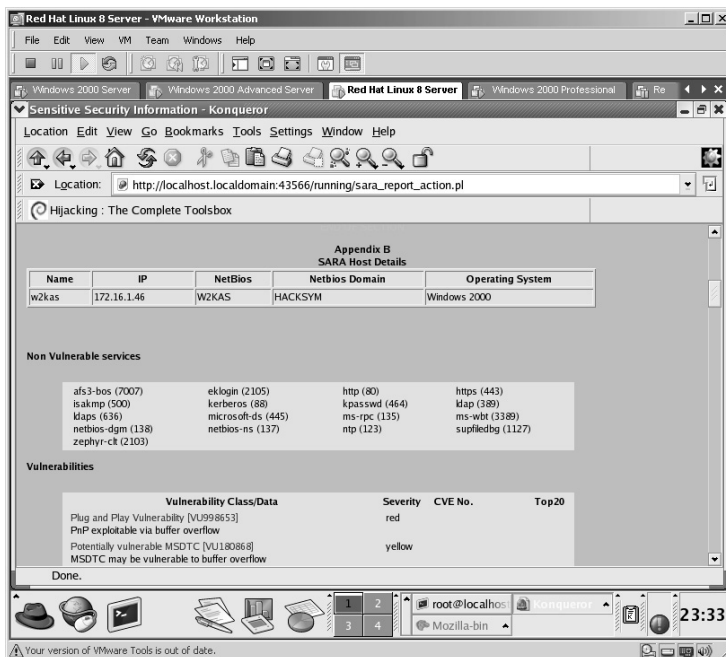 Red Hat Linux 8 Server - VMware Workstation
File Edit View VM Team Windows Help
Windows 2000 Server Windows 2000 Advanced Server Red Hat Linux 8 Server Windows 2000 Professional Re
Sensitive Security Information - Konqueror
Location Edit View Go Bookmarks Tools Settings Window Help
Location: http://localhost.localdomain:43566/running/sara_report_action.pl
Hijacking : The Complete Toolbox
Appendix B
SARA Host Details
Name IP NetBios Netbios Domain Operating System
w2kas 172.16.1.46 W2KAS HACKSYM Windows 2000
Non Vulnerable services
afs3-bos (7007) eklogin (2105) http (80) https (443)
isakmp (500) kerberos (88) kpasswd (464) ldap (389)
ldaps (636) microsoft-ds (445) ms-rpc (135) ms-wbt (3389)
netbios-dgm (138) netbios-ns (137) ntp (123) supfiledbg (1127)
zephyr-clt (2103)
Vulnerabilities
Vulnerability Class/Data Severity CVE No. Top20
Plug and Play Vulnerability [VU998653] red
PnP exploitable via buffer overflow
Potentially vulnerable MSDTC [VU180868] yellow
MSDTC may be vulnerable to buffer overflow
Done.
1 2 root@localhos Konqueror
3 4 Mozilla-bin
23:33
Your version of VMware Tools is out of date.